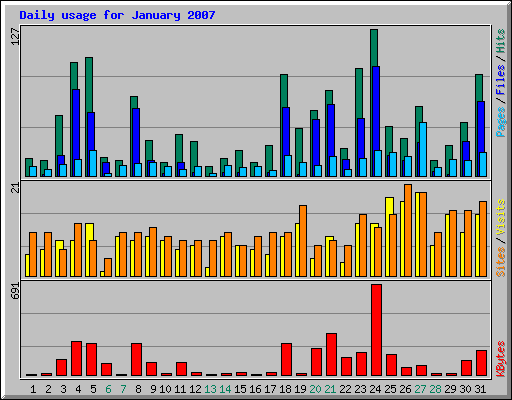 Daily usage for January 2007
127
Pages / Files / Hits
21
Sites / Visits
691
KBytes
1 2 3 4 5 6 7 8 9 10 11 12 13 14 15 16 17 18 19 20 21 22 23 24 25 26 27 28 29 30 31